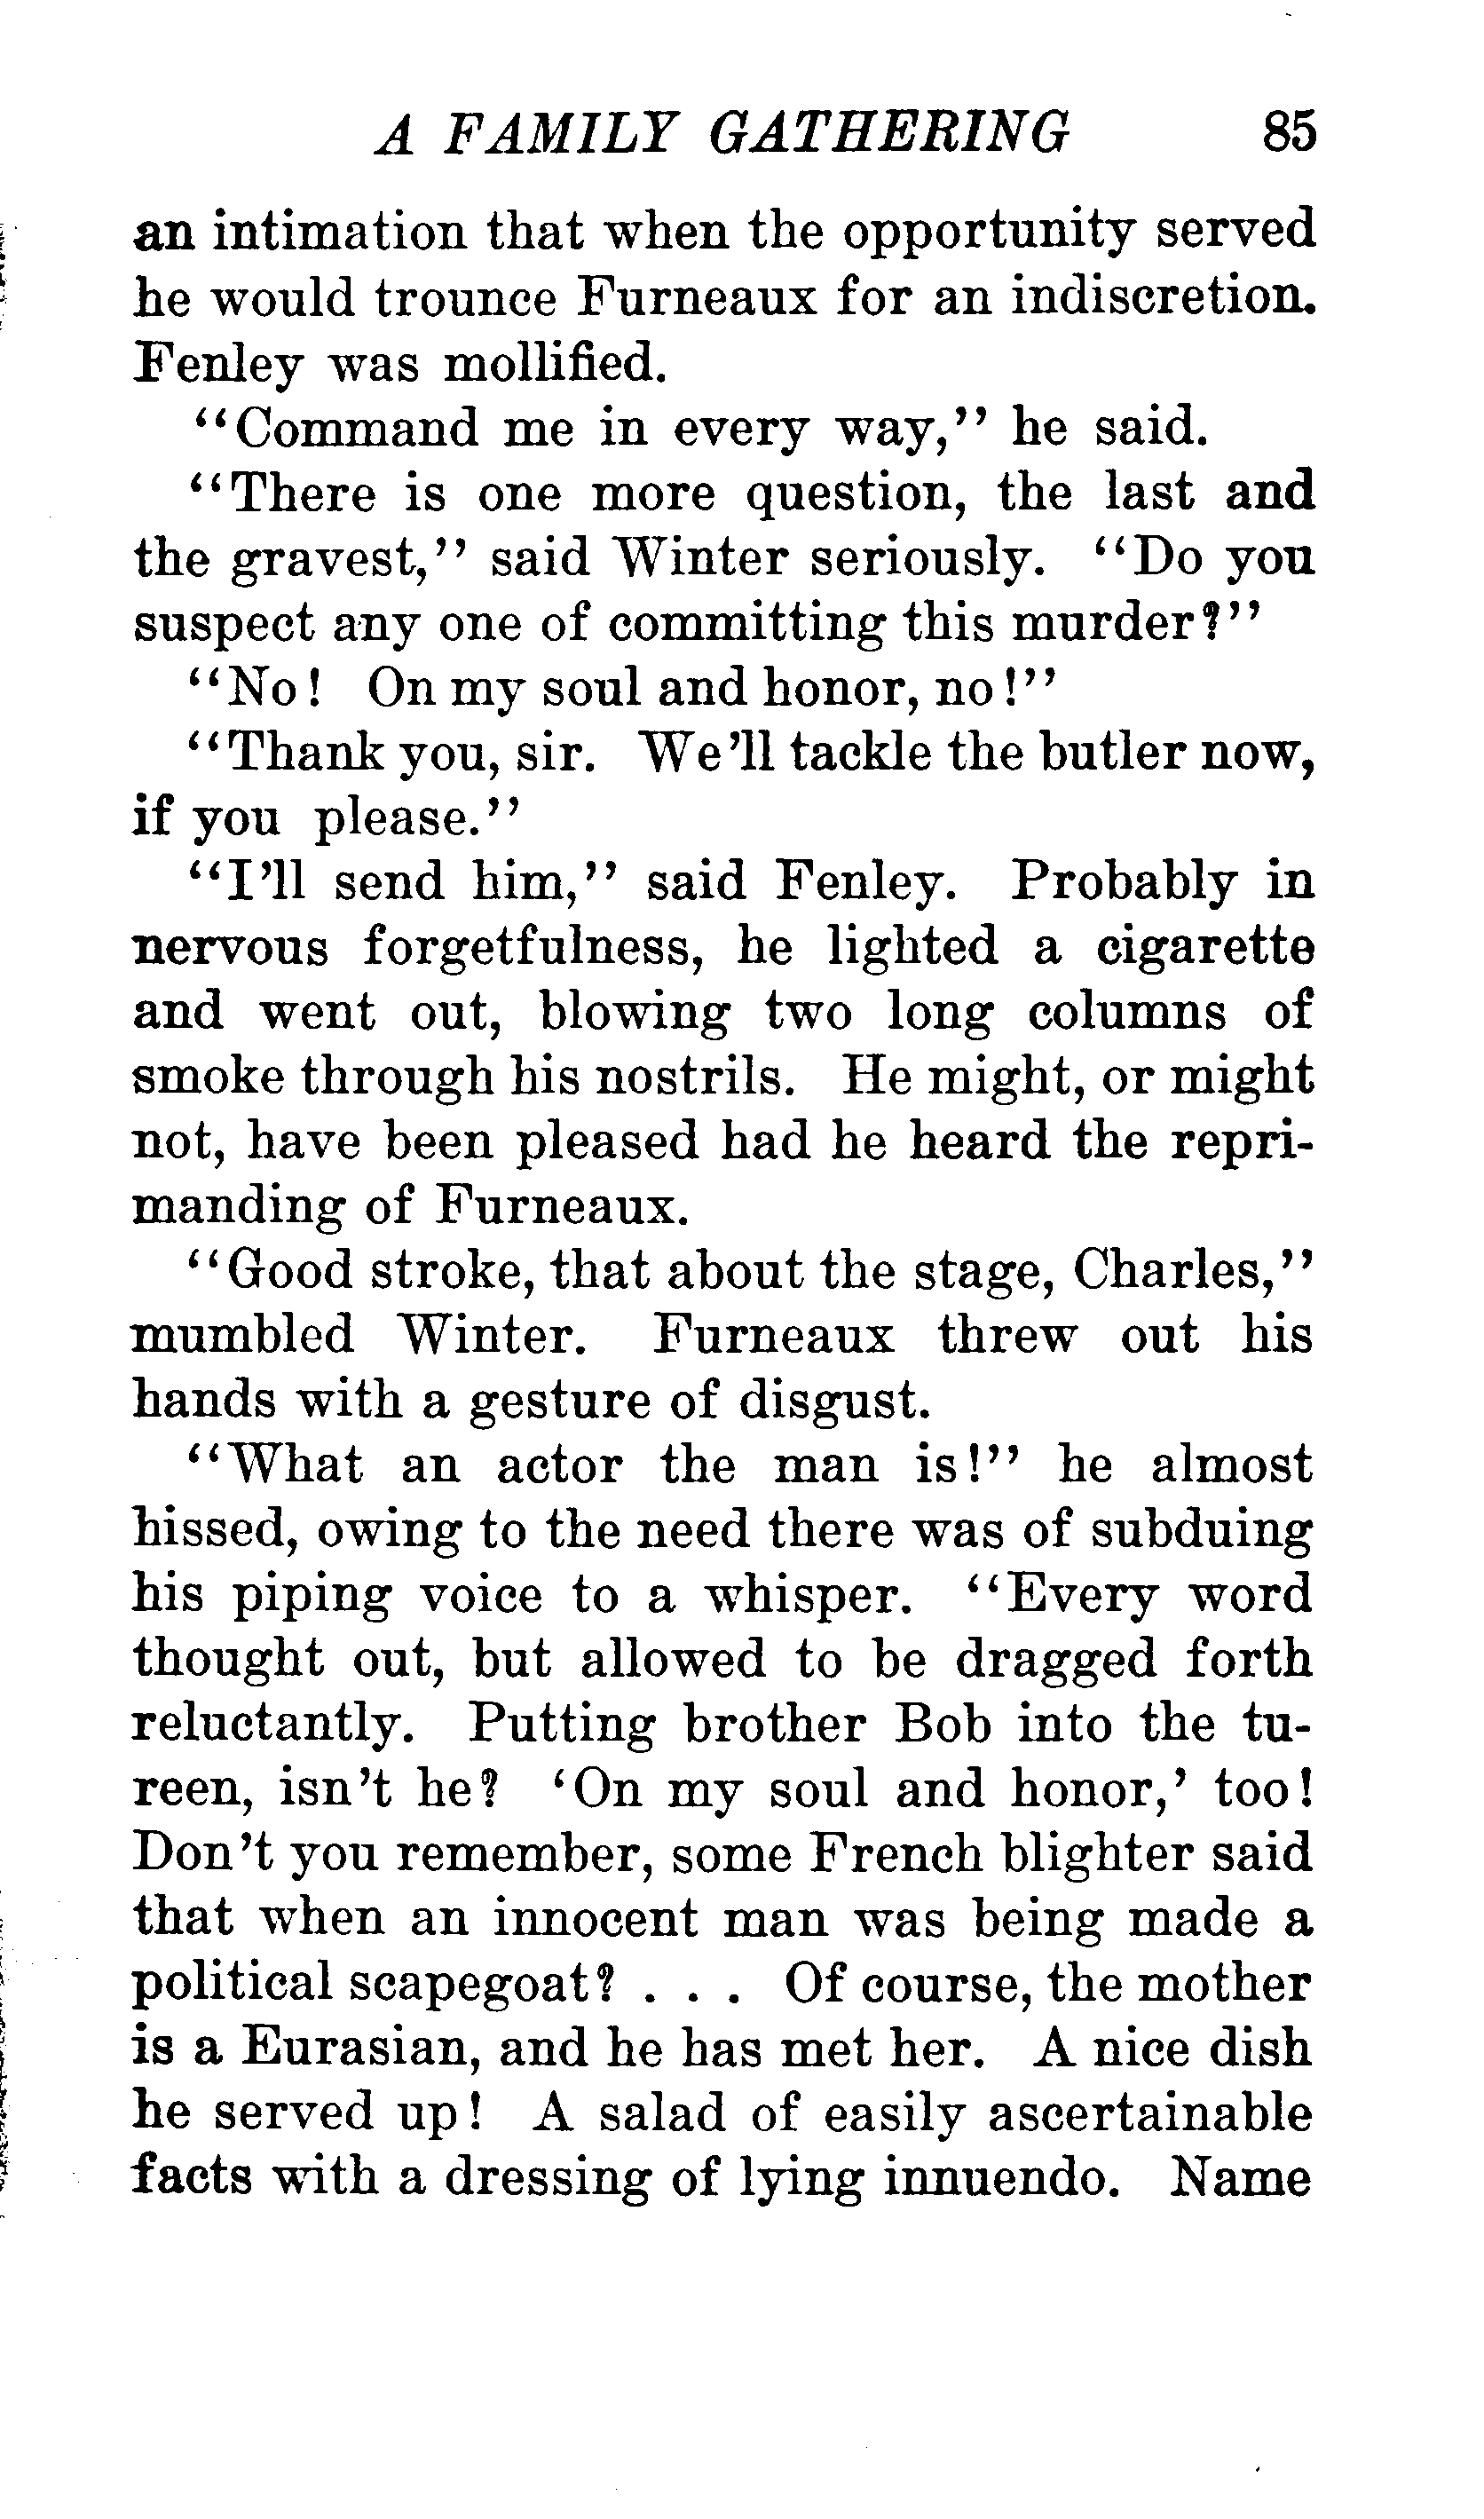 A FAMILY GATHERING 85
an intimation that when the opportunity served
he would trounce Furneaux for an indiscretion.
Fenley was mollified.
"Command me in every way," he said.
"There is one more question, the last and
the gravest," said Winter seriously. "Do you
suspect any one of committing this murder?"
"No! On my soul and honor, no!"
"Thank you, sir. We'll tackle the butler now,
if you please."
"I'll send him," said Fenley. Probably in
nervous forgetfulness, he lighted a cigarette
and went out, blowing two long columns of
smoke through his nostrils. He might, or might
not, have been pleased had he heard the repri-
manding of Furneaux.
"Good stroke, that about the stage, Charles,"
mumbled Winter. Furneaux threw out his
hands with a gesture of disgust.
"What an actor the man is!" he almost
hissed, owing to the need there was of subduing
his piping voice to a whisper. "Every word
thought out, but allowed to be dragged forth
reluctantly. Putting brother Bob into the tu-
reen, isn't he? 'On my soul and honor,' too!
Don't you remember, some French blighter said
that when an innocent man was being made a
political scapegoat? . . . Of course, the mother
is a Eurasian, and he has met her. A nice dish
he served up! A salad of easily ascertainable
facts with a dressing of lying innuendo. Name